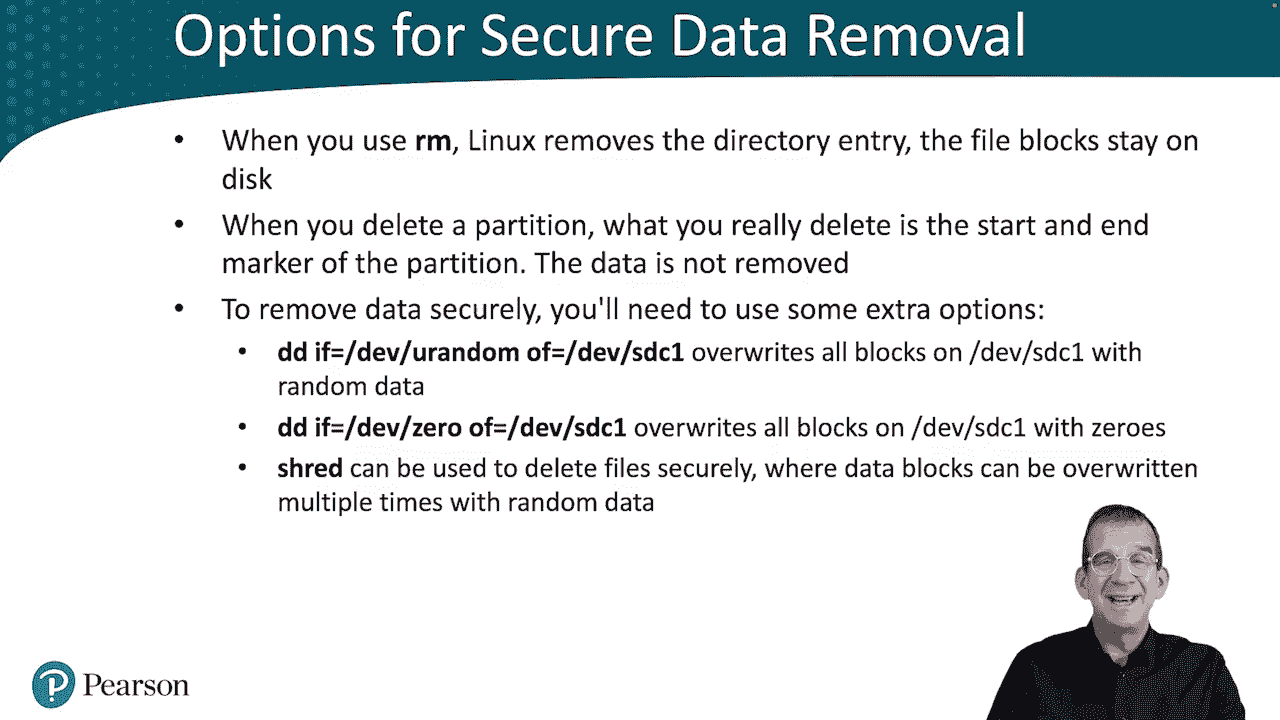 Options for Secure Data Removal
• When you use rm, Linux removes the directory entry, the file blocks stay on
disk
• When you delete a partition, what you really delete is the start and end
marker of the partition. The data is not removed
• To remove data securely, you'll need to use some extra options:
• dd if=/dev/urandom of=/dev/sdc1 overwrites all blocks on /dev/sdc1 with
random data
• dd if=/dev/zero of=/dev/sdc1 overwrites all blocks on /dev/sdc1 with zeroes
• shred can be used to delete files securely, where data blocks can be overwritten
multiple times with random data
Pearson